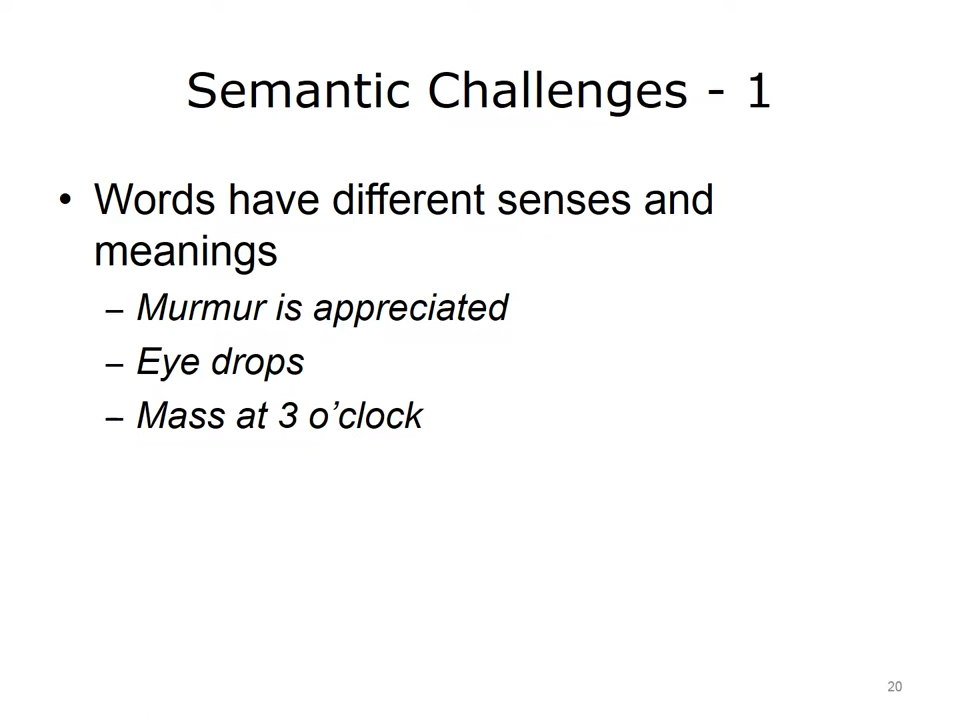 Semantic Challenges - 1
• Words have different senses and
meanings
– Murmur is appreciated
– Eye drops
– Mass at 3 o’clock
20